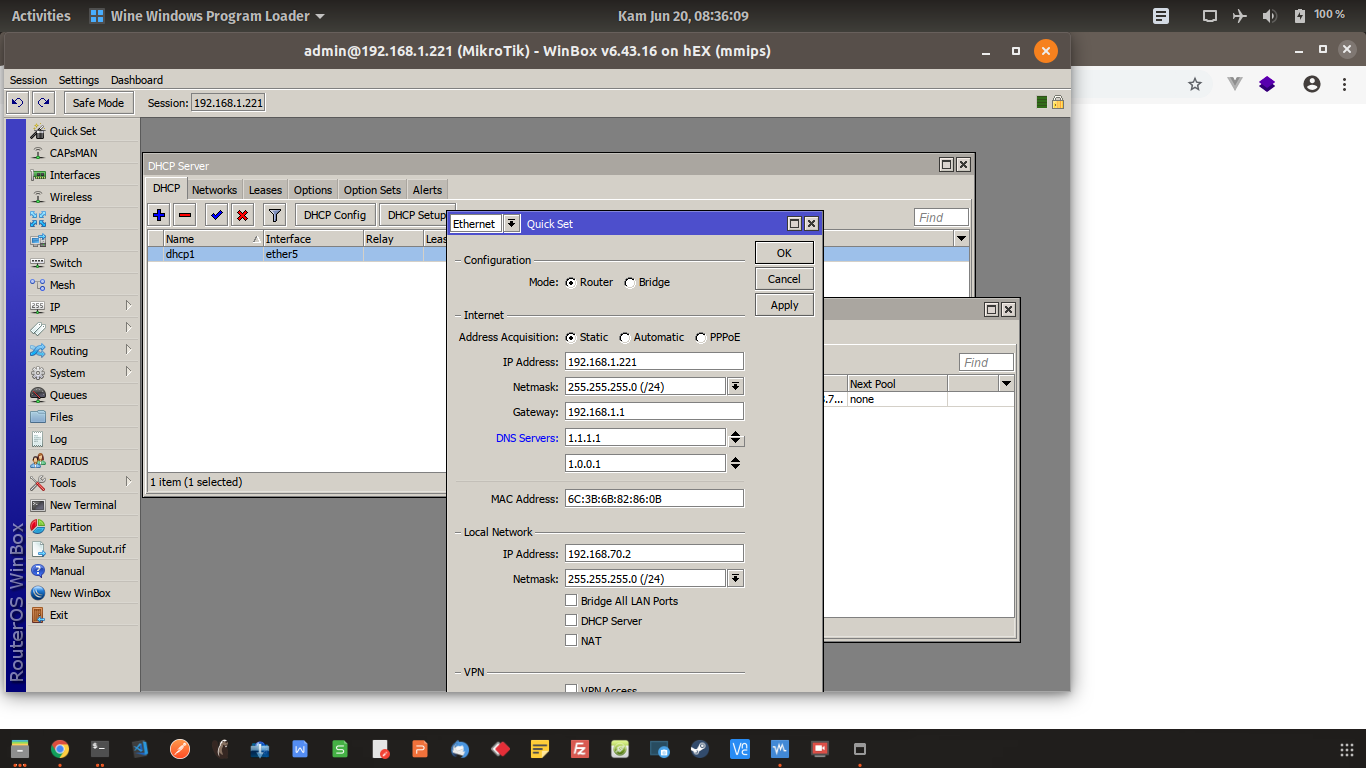 Activities Wine Windows Program Loader Kam Jun 20, 08:36:09 100 %
admin@192.168.1.221 (MikroTik) - WinBox v6.43.16 on hEX (mmips)
Session Settings Dashboard
Safe Mode Session: 192.168.1.221
RouterOS WinBox
Quick Set
CAPsMAN
Interfaces
Wireless
Bridge
PPP
Switch
Mesh
IP
MPLS
Routing
System
Queues
Files
Log
RADIUS
Tools
New Terminal
Partition
Make Supout.rif
Manual
New WinBox
Exit
DHCP Server
DHCP Networks Leases Options Option Sets Alerts
DHCP Config DHCP Setup Find
Name Interface Relay Leas
dhcp1 ether5
1 item (1 selected)
Ethernet Quick Set
OK
Cancel
Apply
Configuration
Mode: Router Bridge
Internet
Address Acquisition: Static Automatic PPPoE
IP Address: 192.168.1.221
Netmask: 255.255.255.0 (/24)
Gateway: 192.168.1.1
DNS Servers: 1.1.1.1
1.0.0.1
MAC Address: 6C:3B:6B:82:86:0B
Local Network
IP Address: 192.168.70.2
Netmask: 255.255.255.0 (/24)
Bridge All LAN Ports
DHCP Server
NAT
VPN
VPN Access
Find
Next Pool
.7... none